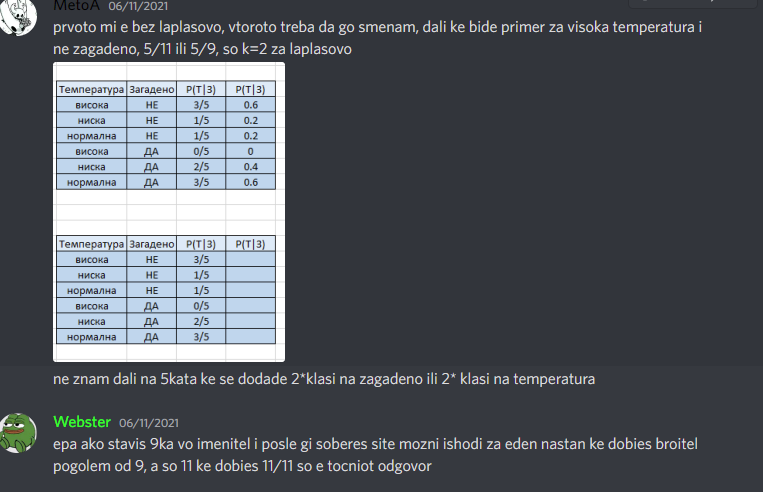 MetoA 06/11/2021
prvoto mi e bez laplasovo, vtoroto treba da go smenam, dali ke bide primer za visoka temperatura i
ne zagadeno, 5/11 ili 5/9, so k=2 za laplasovo
Температура Загадено P(T|З) P(T|З)
висока НЕ 3/5 0.6
ниска НЕ 1/5 0.2
нормална НЕ 1/5 0.2
висока ДА 0/5 0
ниска ДА 2/5 0.4
нормална ДА 3/5 0.6
Температура Загадено P(T|З) P(T|З)
висока НЕ 3/5
ниска НЕ 1/5
нормална НЕ 1/5
висока ДА 0/5
ниска ДА 2/5
нормална ДА 3/5
ne znam dali na 5kata ke se dodade 2*klasi na zagadeno ili 2* klasi na temperatura
Webster 06/11/2021
epa ako stavis 9ka vo imenitel i posle gi soberes site mozni ishodi za eden nastan ke dobies broitel
pogolem od 9, a so 11 ke dobies 11/11 so e tocniot odgovor